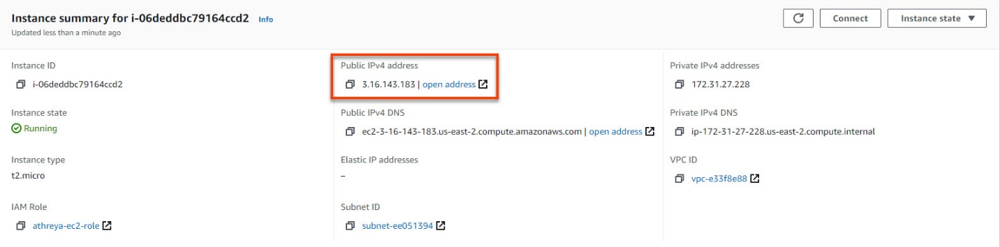 Instance summary for i-06deddbc79164ccd2 Info
Updated less than a minute ago
Connect
Instance state
Instance ID
i-06deddbc79164ccd2
Public IPv4 address
3.16.143.183 | open address
Private IPv4 addresses
172.31.27.228
Instance state
Running
Public IPv4 DNS
ec2-3-16-143-183.us-east-2.compute.amazonaws.com | open address
Private IPv4 DNS
ip-172-31-27-228.us-east-2.compute.internal
Instance type
t2.micro
Elastic IP addresses
–
VPC ID
vpc-e33f8e88
IAM Role
athreya-ec2-role
Subnet ID
subnet-ee051394